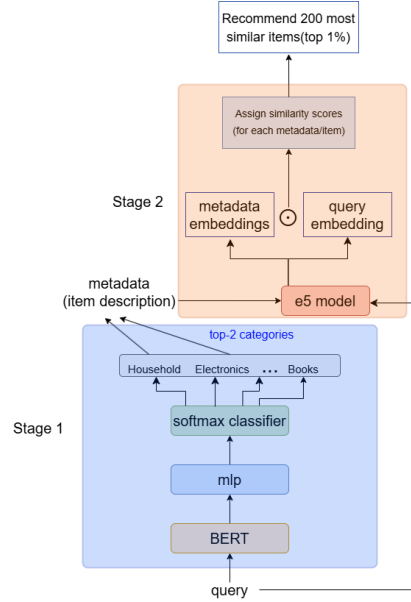 Recommend 200 most
similar items(top 1%)
Assign similarity scores
(for each metadata/item)
Stage 2
metadata
embeddings
query
embedding
e5 model
metadata
(item description)
top-2 categories
Household Electronics ... Books
Stage 1
softmax classifier
mlp
BERT
query